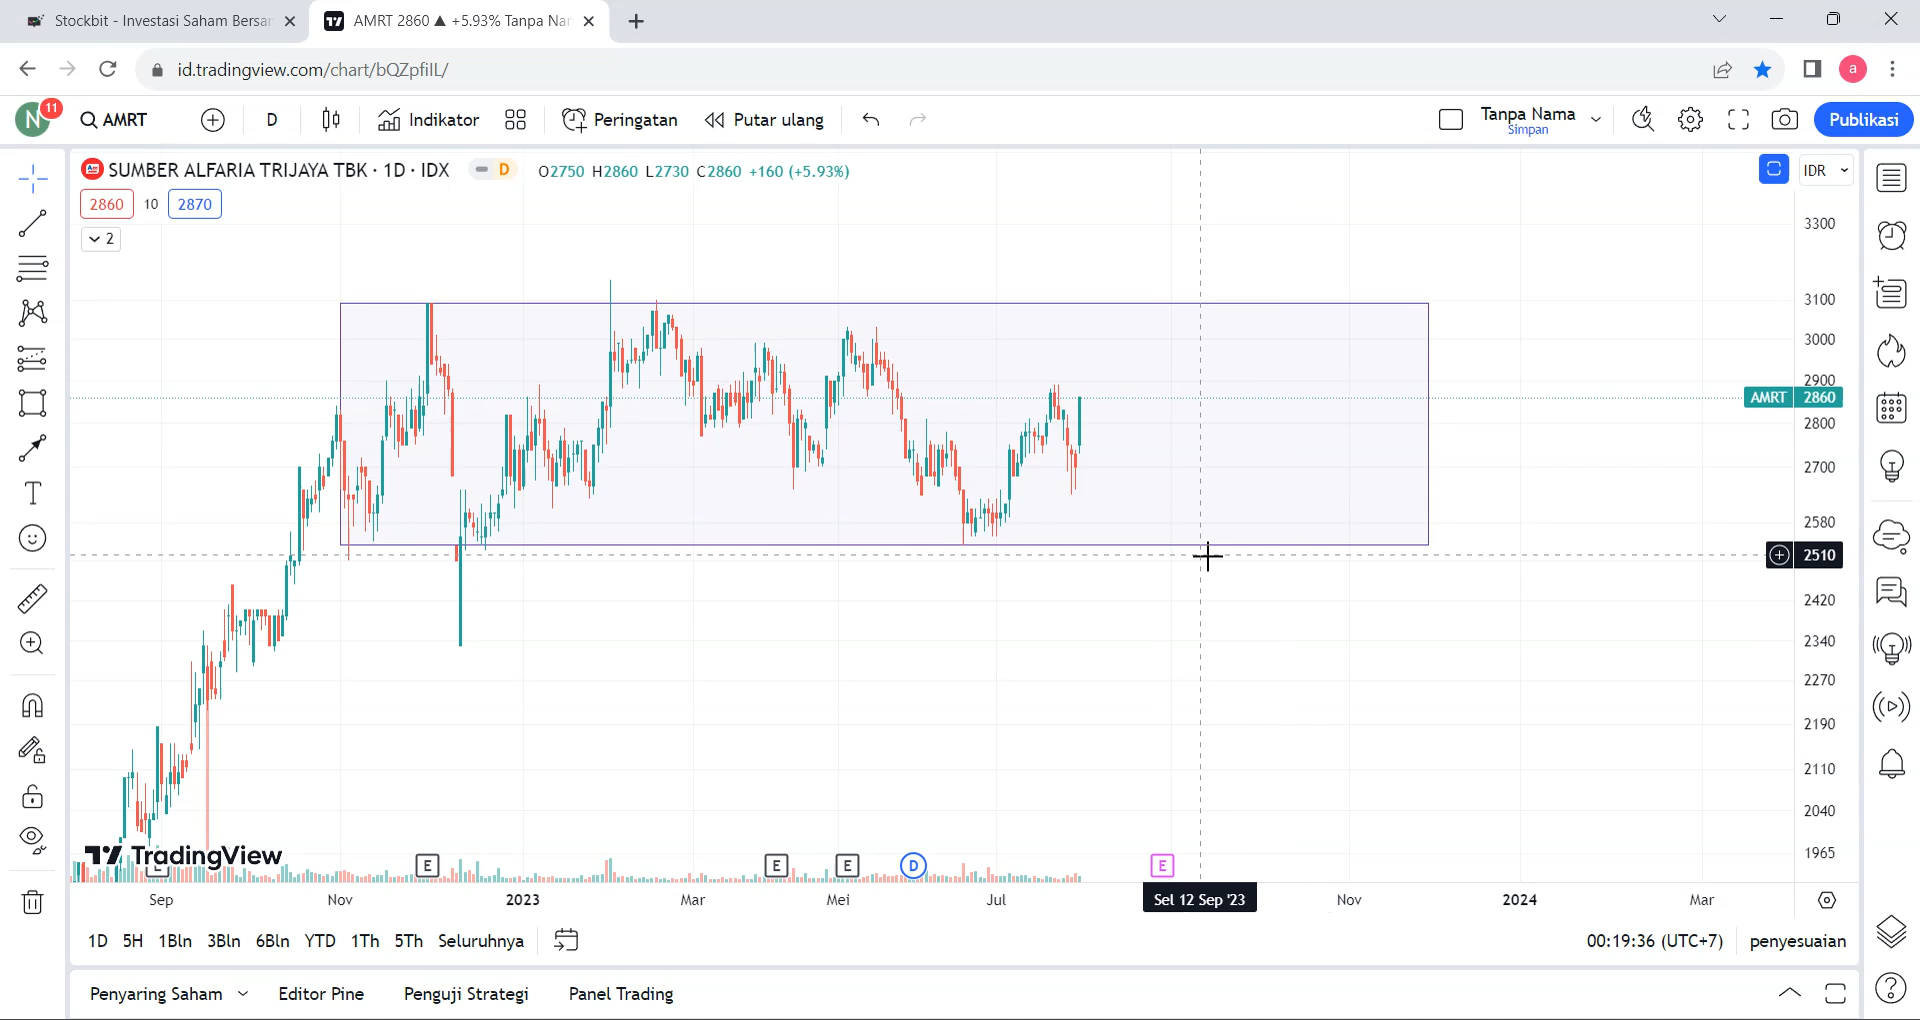 Stockbit - Investasi Saham Bersar
AMRT 2860 ▲ +5.93% Tanpa Nar
id.tradingview.com/chart/bQZpfiIL/
N
11
AMRT
D
Indikator
Peringatan
Putar ulang
Tanpa Nama
Simpan
Publikasi
a
SUMBER ALFARIA TRIJAYA TBK · 1D · IDX
D
O2750 H2860 L2730 C2860 +160 (+5.93%)
IDR
2860
10
2870
2
3300
3100
3000
2900
AMRT 2860
2800
2700
2580
2510
2420
2340
2270
2190
2110
2040
1965
TradingView
E
E
E
E
D
E
Sep
Nov
2023
Mar
Mei
Jul
Sel 12 Sep '23
Nov
2024
Mar
1D
5H
1Bln
3Bln
6Bln
YTD
1Th
5Th
Seluruhnya
00:19:36 (UTC+7)
penyesuaian
Penyaring Saham
Editor Pine
Penguji Strategi
Panel Trading